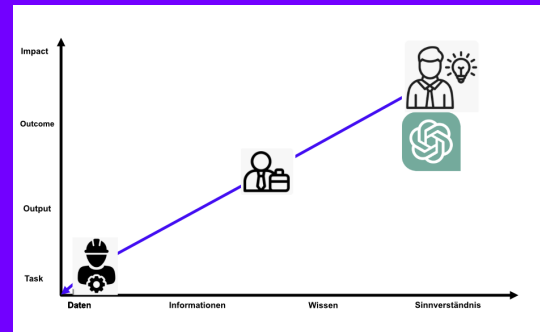 Impact
Outcome
Output
Task
Daten
Informationen
Wissen
Sinnverständnis